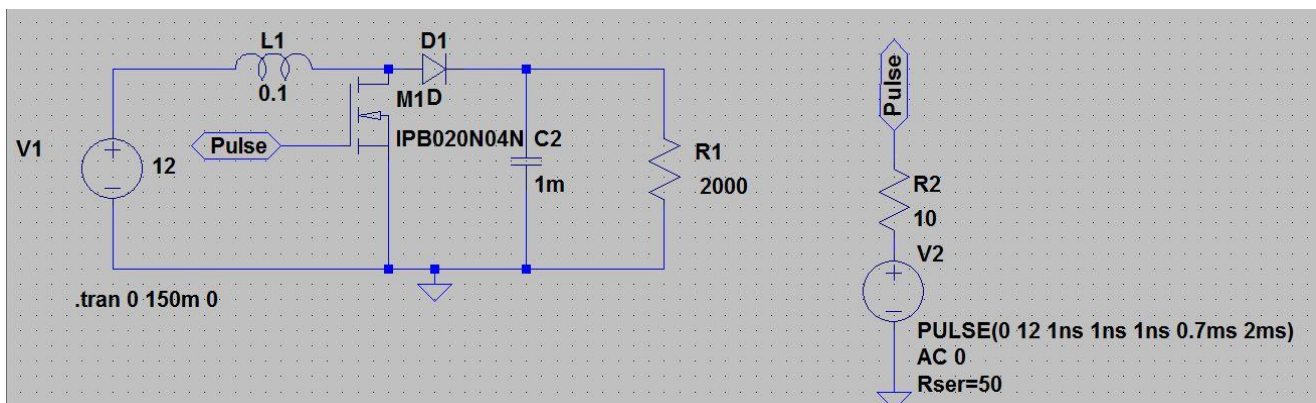 L1
0.1
D1
D
M1
IPB020N04N
Pulse
V1
12
C2
1m
R1
2000
.tran 0 150m 0
Pulse
R2
10
V2
PULSE(0 12 1ns 1ns 1ns 0.7ms 2ms)
AC 0
Rser=50